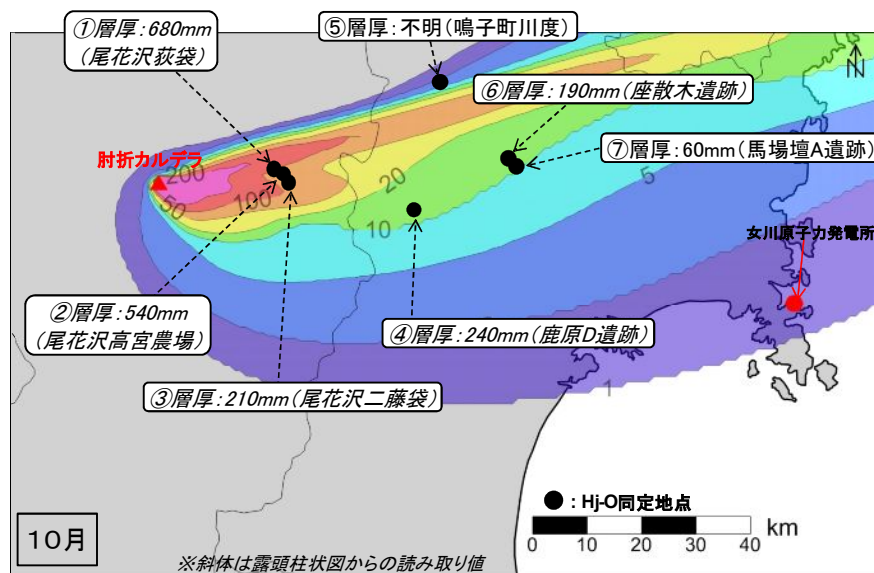 ①層厚:680mm
(尾花沢荻袋)
⑤層厚:不明(鳴子町川度)
N
⑥層厚:190mm(座散木遺跡)
⑦層厚:60mm(馬場壇A遺跡)
肘折カルデラ
200
100
50
20
10
5
女川原子力発電所
②層厚:540mm
(尾花沢高宮農場)
④層厚:240mm(鹿原D遺跡)
③層厚:210mm(尾花沢二藤袋)
1
●:Hj-O同定地点
km
0 10 20 30 40
10月
※斜体は露頭柱状図からの読み取り値